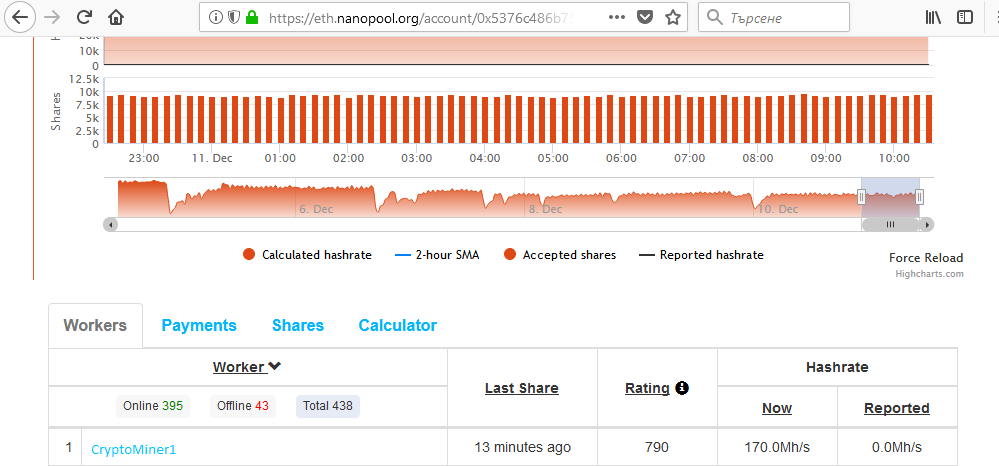 https://eth.nanopool.org/account/0x5376c486b7
Търсене
10k
0
12.5k
10k
7.5k
5k
2.5k
0
Shares
23:00 11. Dec 01:00 02:00 03:00 04:00 05:00 06:00 07:00 08:00 09:00 10:00
6. Dec 8. Dec 10. Dec
Calculated hashrate 2-hour SMA Accepted shares Reported hashrate
Force Reload
Highcharts.com
Workers Payments Shares Calculator
Worker Last Share Rating Hashrate
Online 395 Offline 43 Total 438 Now Reported
1 CryptoMiner1 13 minutes ago 790 170.0Mh/s 0.0Mh/s